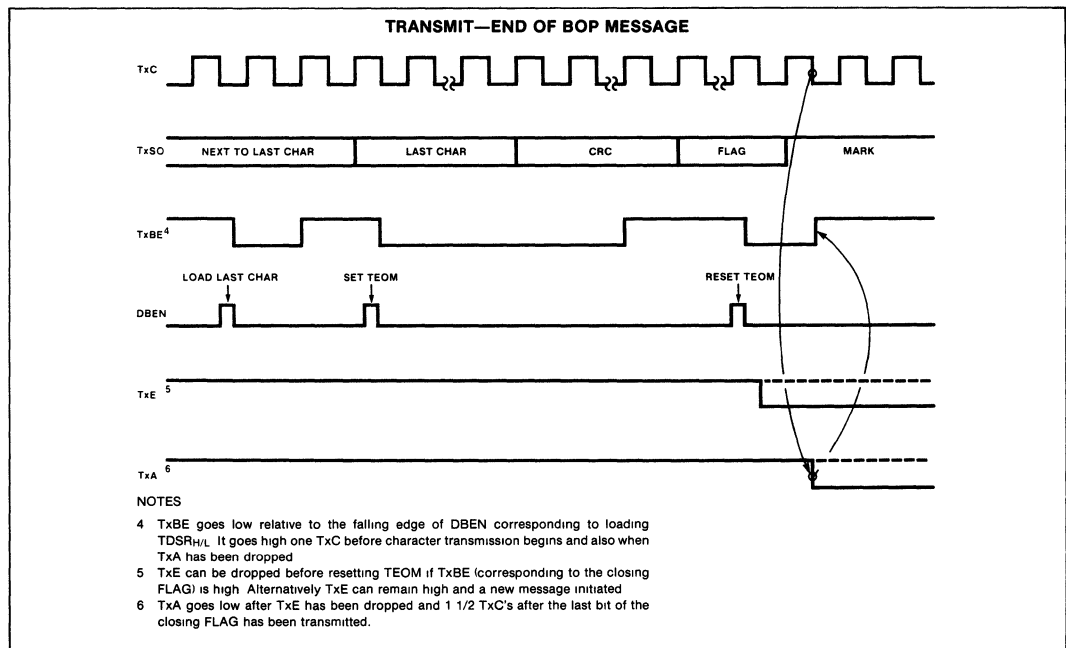 TRANSMIT—END OF BOP MESSAGE
TxC
TxSO
NEXT TO LAST CHAR
LAST CHAR
CRC
FLAG
MARK
TxBE4
LOAD LAST CHAR
SET TEOM
RESET TEOM
DBEN
TxE 5
TxA 6
NOTES
4 TxBE goes low relative to the falling edge of DBEN corresponding to loading
TDSRH/L It goes high one TxC before character transmission begins and also when
TxA has been dropped
5 TxE can be dropped before resetting TEOM if TxBE (corresponding to the closing
FLAG) is high Alternatively TxE can remain high and a new message initiated
6 TxA goes low after TxE has been dropped and 1 1/2 TxC's after the last bit of the
closing FLAG has been transmitted.